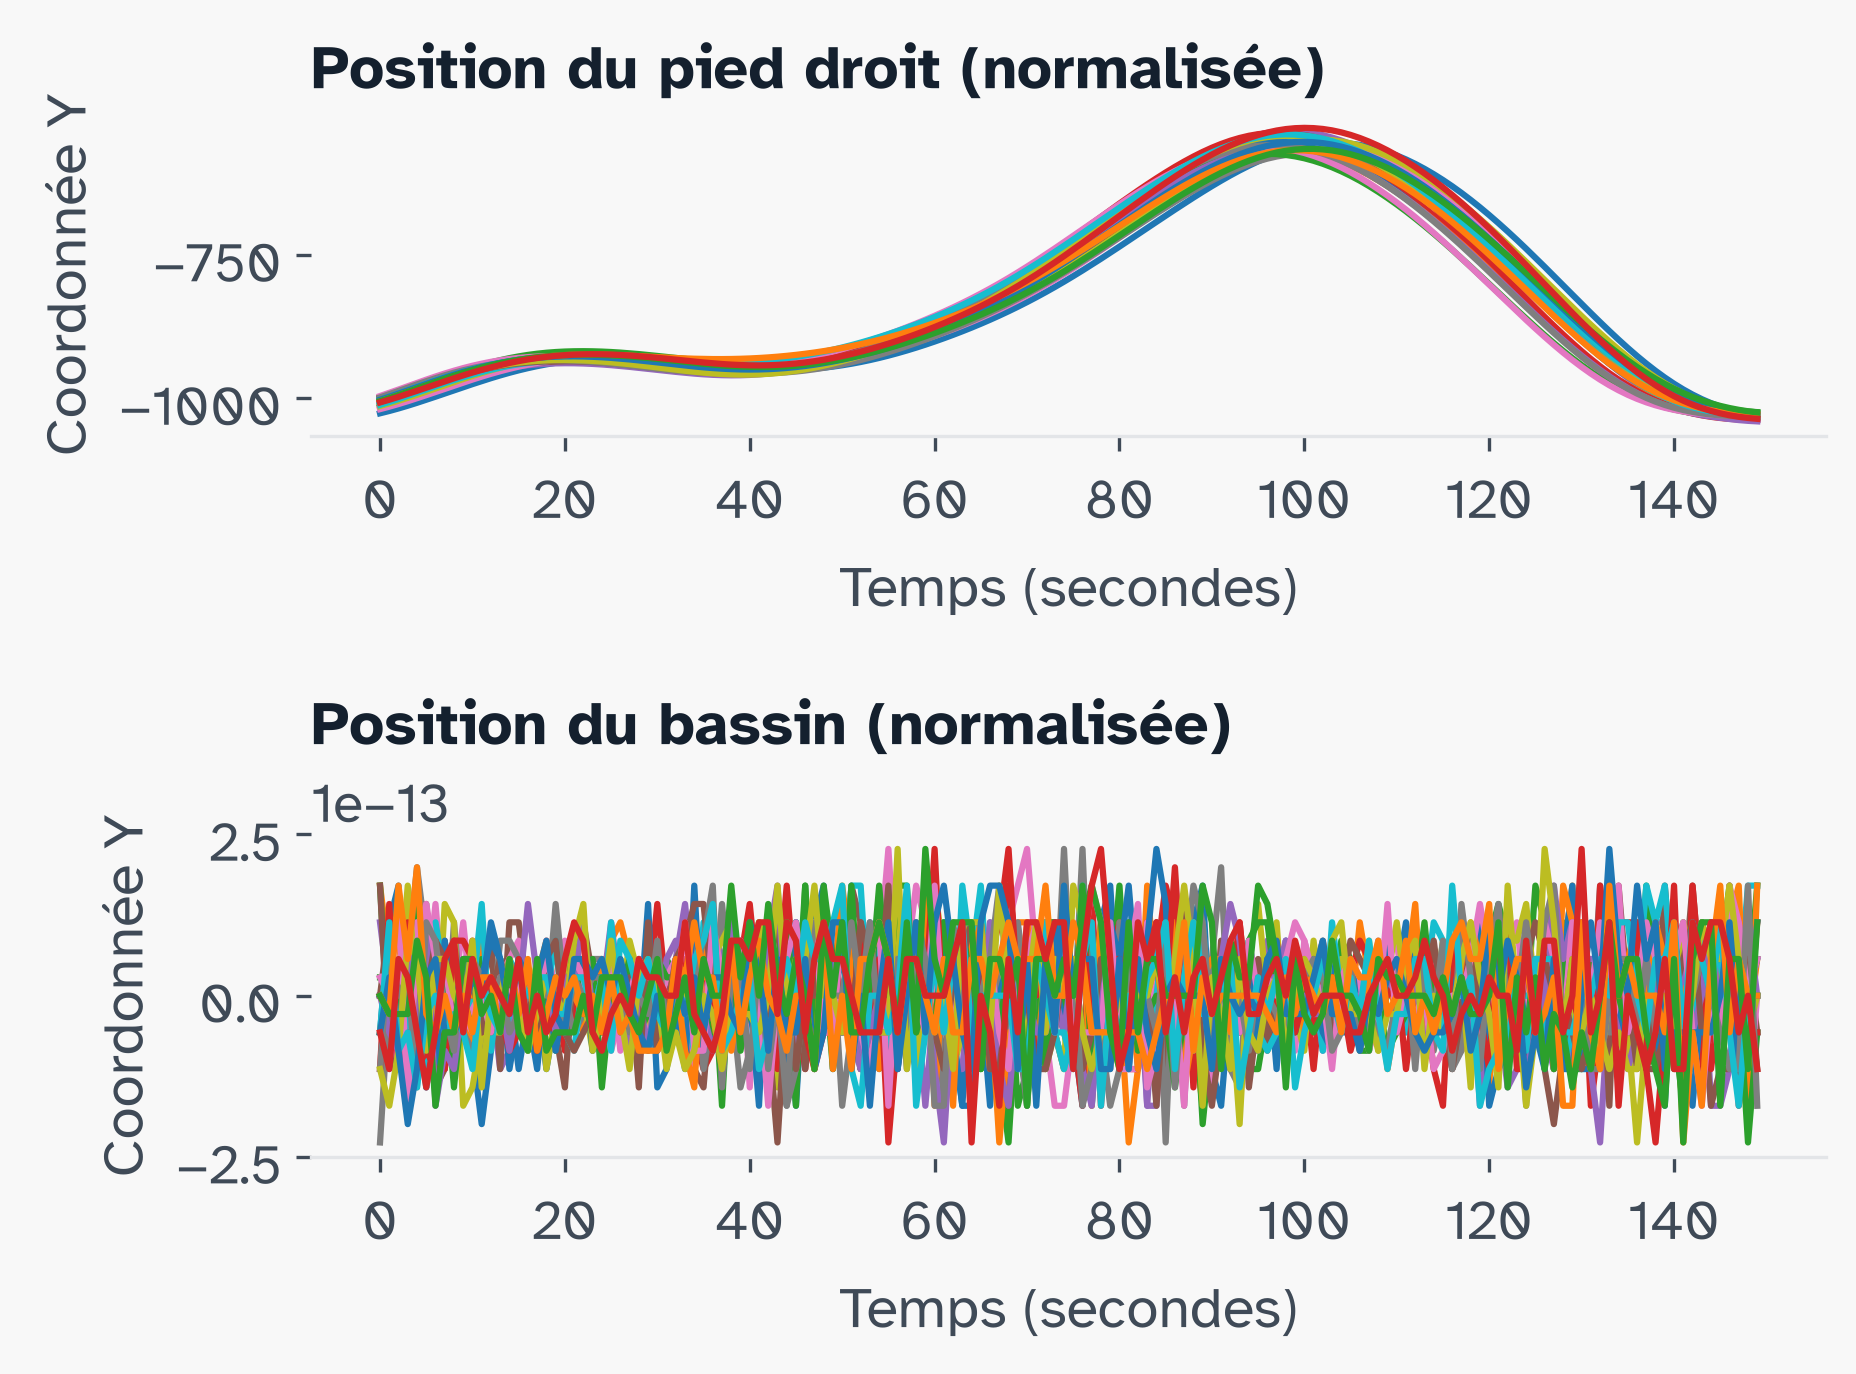 Position du pied droit (normalisée)
Coordonnée Y
−750
−1000
0 20 40 60 80 100 120 140
Temps (secondes)
Position du bassin (normalisée)
1e−13
Coordonnée Y
2.5
0.0
−2.5
0 20 40 60 80 100 120 140
Temps (secondes)